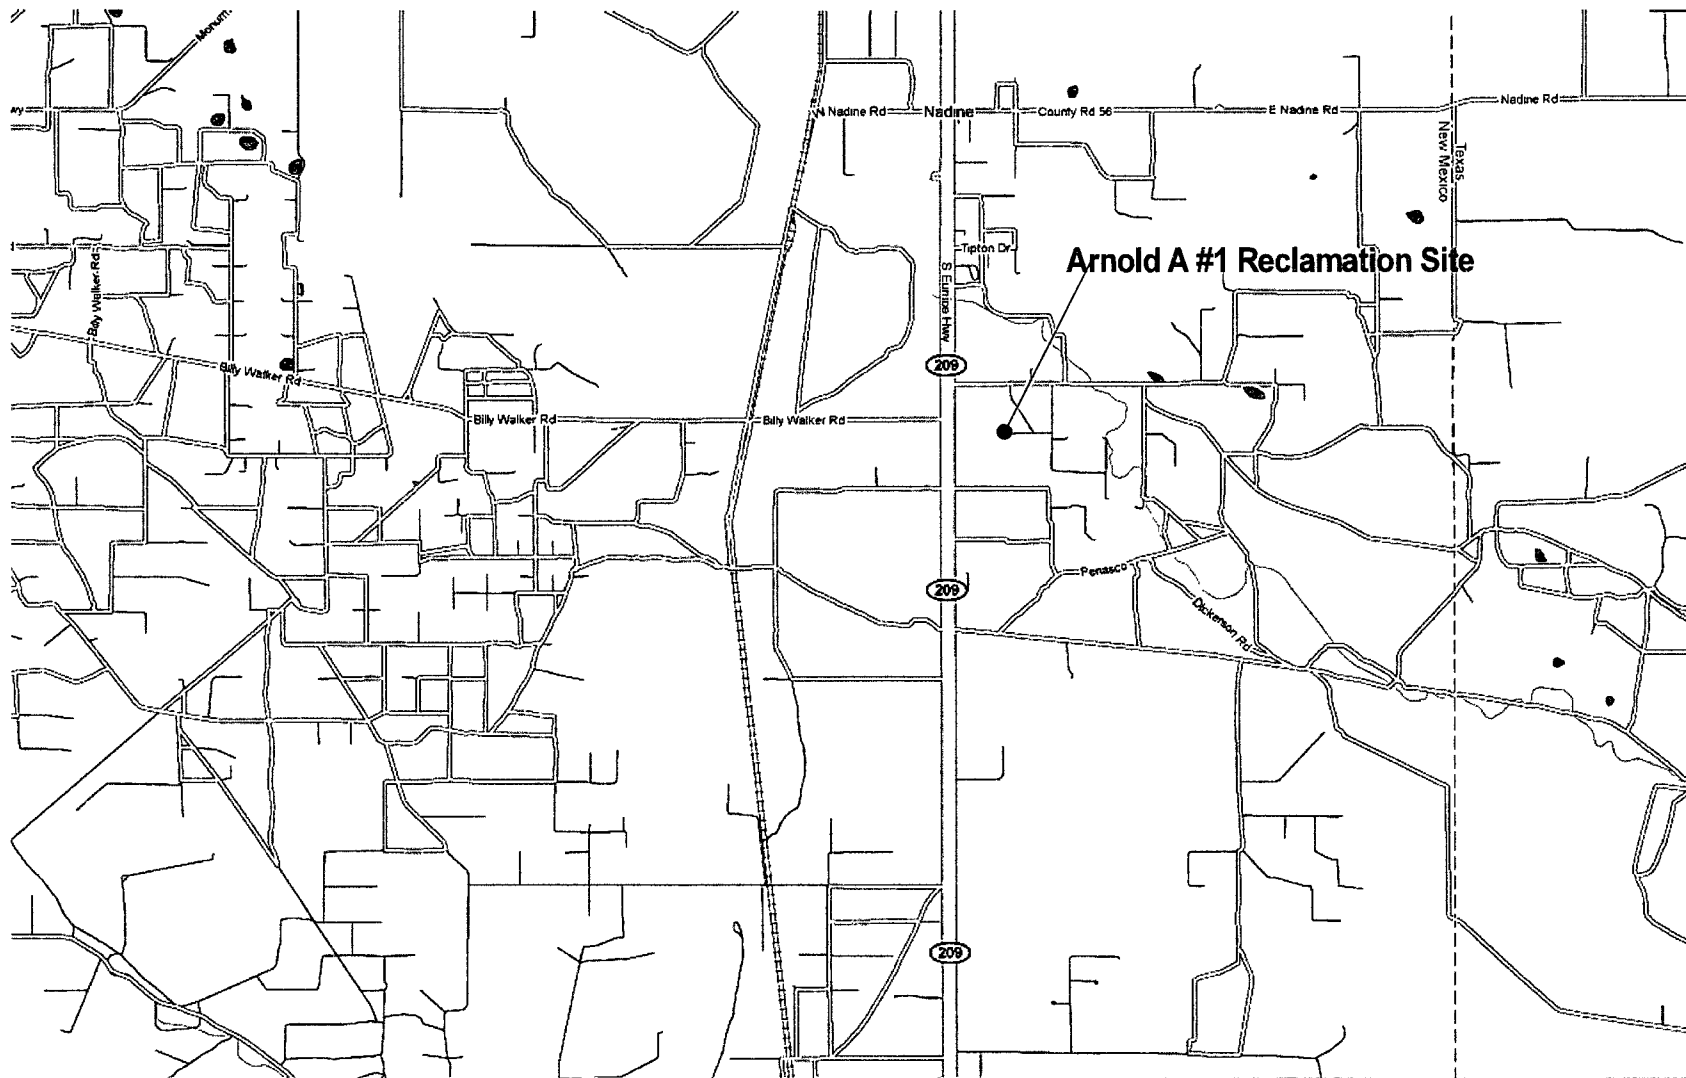 Monum
wy
N Nadine Rd
Nadine
County Rd 56
E Nadine Rd
Nadine Rd
Texas
New Mexico
Tipton Dr
Arnold A #1 Reclamation Site
Billy Walker Rd
S Eunice Hwy
209
Billy Walker Rd
Billy Walker Rd
Billy Walker Rd
Penasco
209
Dickerson Rd
209